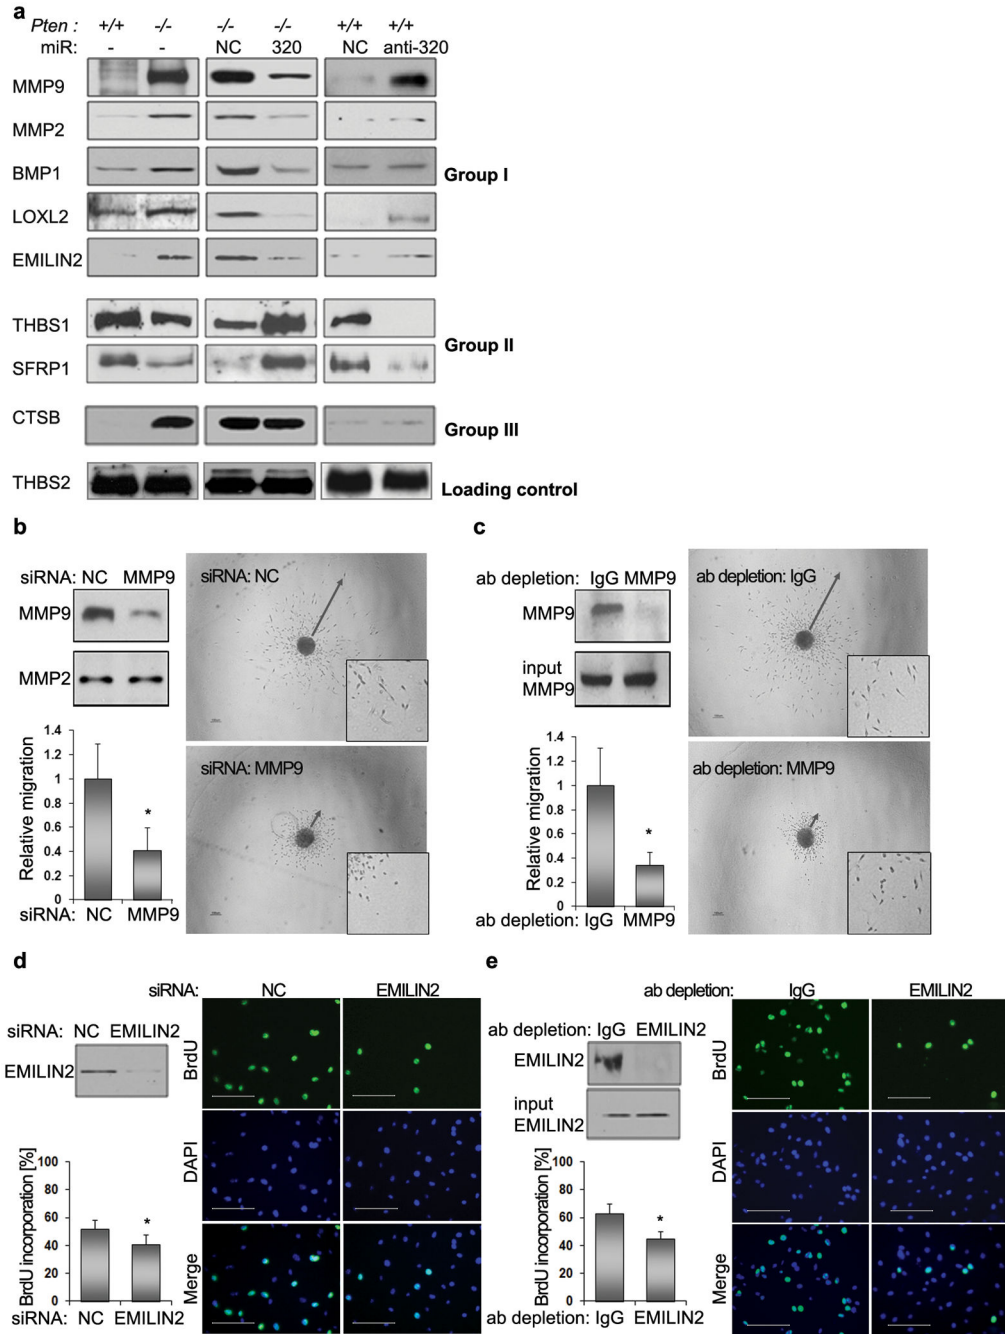 a
Pten : +/+ -/- -/- -/- +/+ +/+
miR: - - NC 320 NC anti-320
MMP9
MMP2
BMP1
Group I
LOXL2
EMILIN2
THBS1
Group II
SFRP1
CTSB
Group III
THBS2
Loading control
b
siRNA: NC MMP9
MMP9
MMP2
siRNA: NC
siRNA: MMP9
Relative migration
1.4
1.2
1
0.8
0.6
0.4
0.2
0
*
siRNA: NC MMP9
c
ab depletion: IgG MMP9
MMP9
input
MMP9
ab depletion: IgG
ab depletion: MMP9
Relative migration
1.4
1.2
1
0.8
0.6
0.4
0.2
0
*
ab depletion: IgG MMP9
d
siRNA: NC EMILIN2
siRNA: NC EMILIN2
EMILIN2
BrdU
DAPI
Merge
BrdU incorporation [%]
100
80
60
40
20
0
*
siRNA: NC EMILIN2
e
ab depletion: IgG EMILIN2
ab depletion: IgG EMILIN2
EMILIN2
input
EMILIN2
BrdU
DAPI
Merge
BrdU incorporation [%]
100
80
60
40
20
0
*
ab depletion: IgG EMILIN2